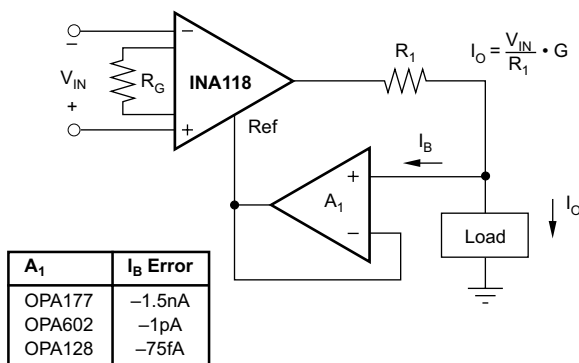 –
V_IN
+
R_G
–
INA118
+
Ref
R_1
I_O = V_IN / R_1 • G
I_B
+
A_1
–
Load
I_O
A_1 I_B Error
OPA177 –1.5nA
OPA602 –1pA
OPA128 –75fA